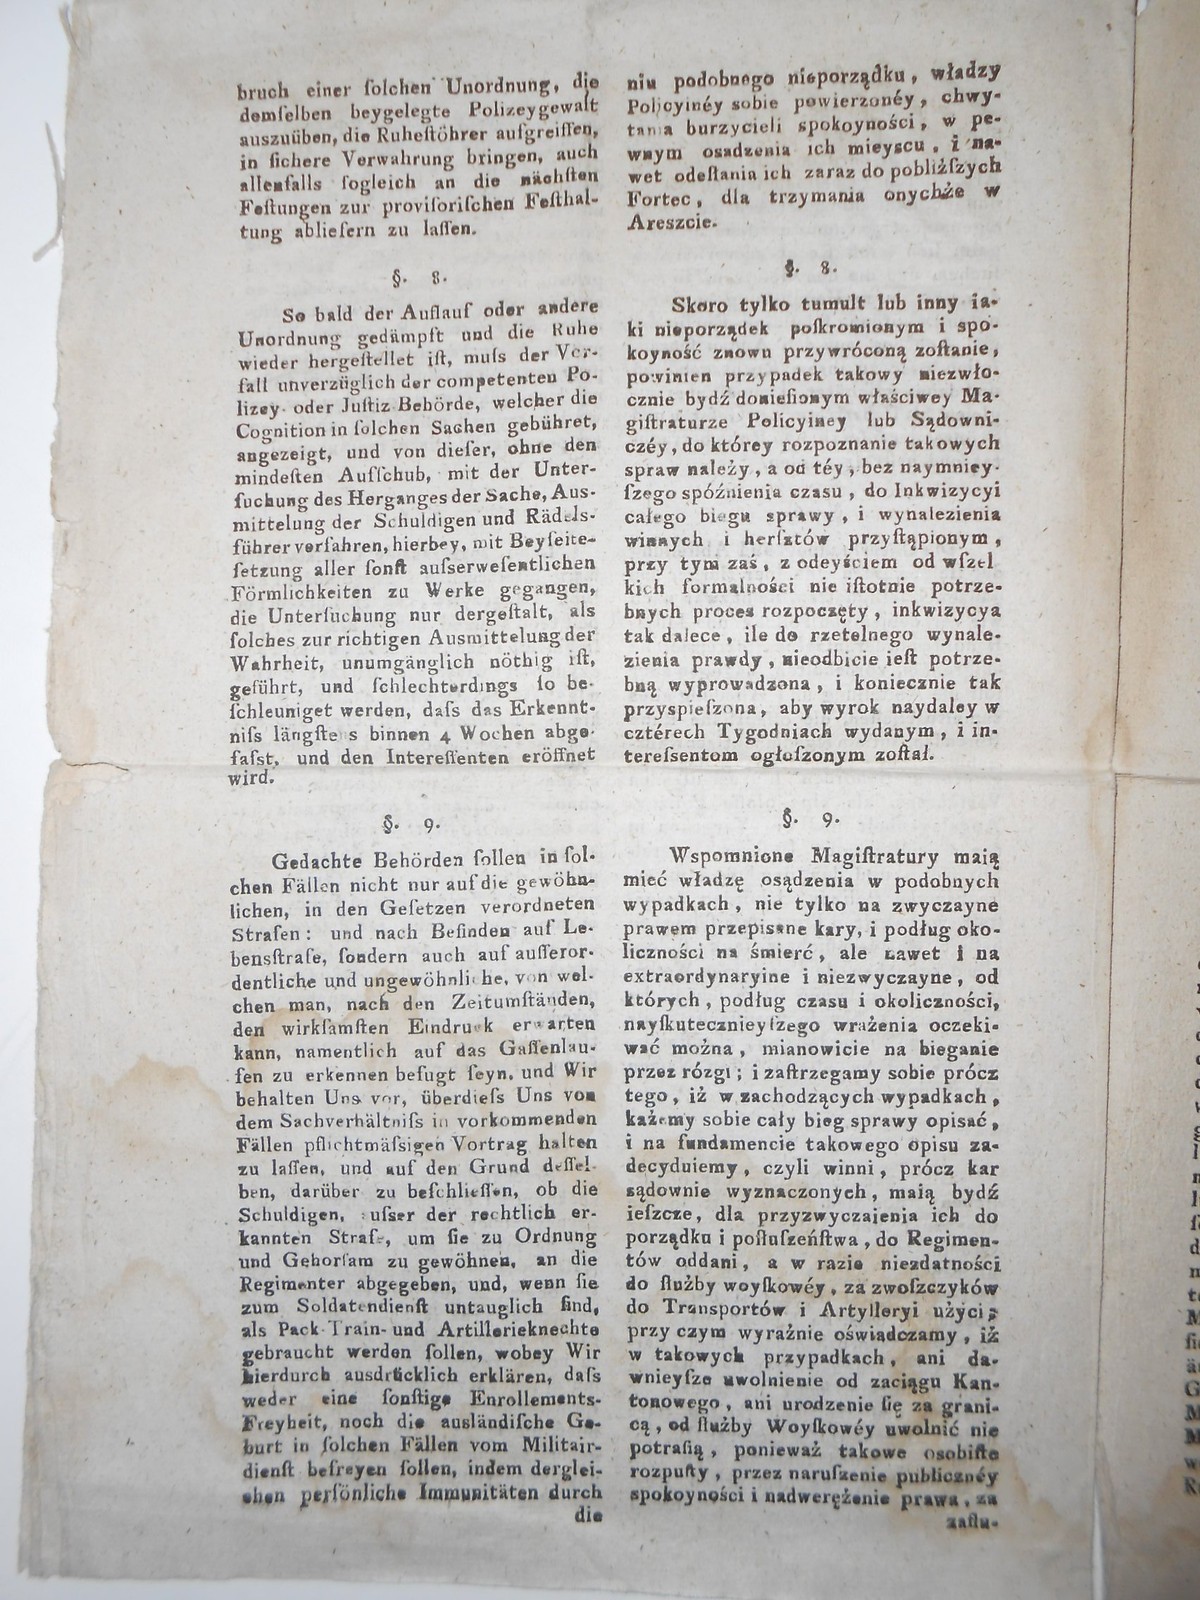 bruch einer ſolchen Unordnung, die
demſelben beygelegte Polizeygewalt
auszuüben, die Ruheſtöhrer aufgreiffen,
in ſichere Verwahrung bringen, auch
allenfalls ſogleich an die nächſten
Feſtungen zur proviſoriſchen Feſthal-
tung abliefern zu laſſen.
§. 8.
So bald der Auflauf oder andere
Unordnung gedämpft und die Ruhe
wieder hergeſtellet iſt, muſs der Vor-
fall unverzüglich der competenten Po-
lizey- oder Juſtiz-Behörde, welcher die
Cognition in ſolchen Sachen gebühret,
angezeigt, und von dieſer, ohne den
mindeſten Aufſchub, mit der Unter-
ſuchung des Herganges der Sache, Aus-
mittelung der Schuldigen und Rädels-
führer verfahren, hierbey, mit Beyſeite-
ſetzung aller ſonſt auſserweſentlichen
Förmlichkeiten zu Werke gegangen,
die Unterſuchung nur dergeſtalt, als
ſolches zur richtigen Ausmittelung der
Wahrheit, unumgänglich nöthig iſt,
geführt, und ſchlechterdings ſo be-
ſchleuniget werden, daſs das Erkennt-
niſs längſtens binnen 4 Wochen abge-
faſst, und den Intereſſenten eröffnet
wird.
§. 9.
Gedachte Behörden ſollen in ſol-
chen Fällen nicht nur auf die gewöhn-
lichen, in den Geſetzen verordneten
Strafen: und nach Befinden auf Le-
bensſtrafe, ſondern auch auf auſſeror-
dentliche und ungewöhnliche, von wel-
chen man, nach den Zeitumſtänden,
den wirkſamſten Eindruck erwarten
kann, namentlich auf das Gaſſenlau-
fen zu erkennen befugt ſeyn, und Wir
behalten Uns vor, überdieſs Uns von
dem Sachverhältniſs in vorkommenden
Fällen pflichtmäſsigen Vortrag halten
zu laſſen, und auf den Grund deſſel-
ben, darüber zu beſchlieſſen, ob die
Schuldigen, auſser der rechtlich er-
kannten Strafe, um ſie zu Ordnung
und Gehorſam zu gewöhnen, an die
Regimenter abgegeben, und, wenn ſie
zum Soldatendienſt untauglich ſind,
als Pack-Train- und Artillerieknechte
gebraucht werden ſollen, wobey Wir
hierdurch ausdrücklich erklären, daſs
weder eine ſonſtige Enrollements-
Freyheit, noch die ausländiſche Ge-
burt in ſolchen Fällen vom Militair-
dienſt befreyen ſollen, indem derglei-
chen perſönliche Immunitäten durch
die
niu podobnego nieporządku, władzy
Policyinéy sobie powierzonéy, chwy-
tania burzycieli spokoyności, w pe-
wnym osadzenia ich mieyscu, i na-
wet odeſłania ich zaraz do pobliżſzych
Fortec, dla trzymania onychże w
Areszcie.
§. 8.
Skoro tylko tumult lub inny ia-
ki nieporządek poſkromionym i spo-
koyność znowu przywróconą zoſtanie,
powinien przypadek takowy niezwło-
cznie bydź donieſionym właściwey Ma-
giſtraturze Policyiney lub Sądowni-
czéy, do którey rozpoznanie takowych
spraw należy, a od téy, bez naymniey-
ſzego spóźnienia czasu, do Inkwizycyi
całego biegu sprawy, i wynalezienia
winnych i herſztów przyſtąpionym,
przy tym zaś, z odeyściem od wſzel
kich formalności nie iſtotnie potrze-
bnych proces rozpoczęty, inkwizycya
tak dalece, ile do rzetelnego wynale-
zienia prawdy, nieodbicie ieſt potrze-
bną wyprowadzona, i koniecznie tak
przyspieſzona, aby wyrok naydaley w
cztérech Tygodniach wydanym, i in-
tereſsentom ogłoſzonym zoſtał.
§. 9.
Wspomnione Magiſtratury maią
mieć władzę osądzenia w podobnych
wypadkach, nie tylko na zwyczayne
prawem przepisane kary, i podług oko-
liczności na śmierć, ale nawet i na
extraordynaryine i niezwyczayne, od
których, podług czasu i okoliczności,
nayſkutecznieyſzego wrażenia oczeki-
wać można, mianowicie na bieganie
przez rózgi; i zaſtrzegamy sobie prócz
tego, iż w zachodzących wypadkach,
każemy sobie cały bieg sprawy opisać,
i na fundamencie takowego opisu za-
decyduiemy, czyli winni, prócz kar
sądownie wyznaczonych, maią bydź
ieſzcze, dla przyzwyczaienia ich do
porządku i poſłuſzeńſtwa, do Regimen-
tów oddani, a w razie niezdatności
do ſłużby woyſkowéy, za zwoſzczyków
do Transportów i Artylleryi użyci;
przy czym wyraźnie oświadczamy, iż
w takowych przypadkach, ani da-
wnieyſze uwolnienie od zaciągu Kan-
tonowego, ani urodzenie ſię za grani-
cą, od ſłużby Woyſkowéy uwolnić nie
potrafią, ponieważ takowe osobiſte
rozpuſty, przez naruſzenie publicznéy
spokoyności i nadwerężenie prawa, za
zaſłu-